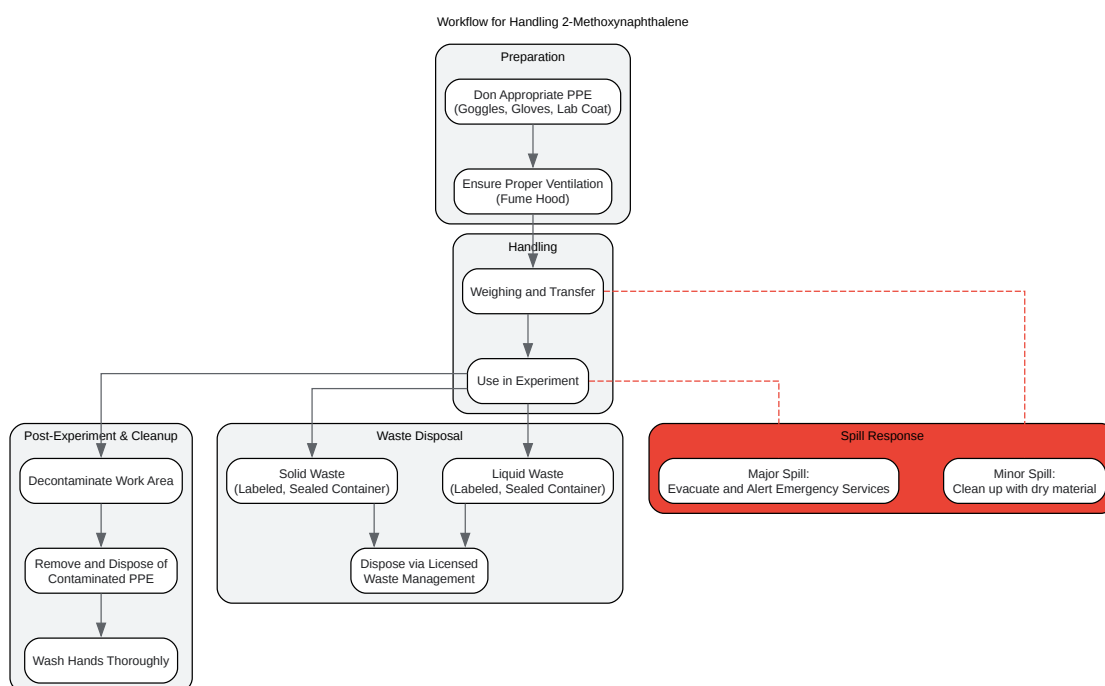 Workflow for Handling 2-Methoxynaphthalene
Preparation
Don Appropriate PPE
(Goggles, Gloves, Lab Coat)
Ensure Proper Ventilation
(Fume Hood)
Handling
Weighing and Transfer
Use in Experiment
Post-Experiment & Cleanup
Decontaminate Work Area
Remove and Dispose of
Contaminated PPE
Wash Hands Thoroughly
Waste Disposal
Solid Waste
(Labeled, Sealed Container)
Liquid Waste
(Labeled, Sealed Container)
Dispose via Licensed
Waste Management
Spill Response
Major Spill:
Evacuate and Alert Emergency Services
Minor Spill:
Clean up with dry material